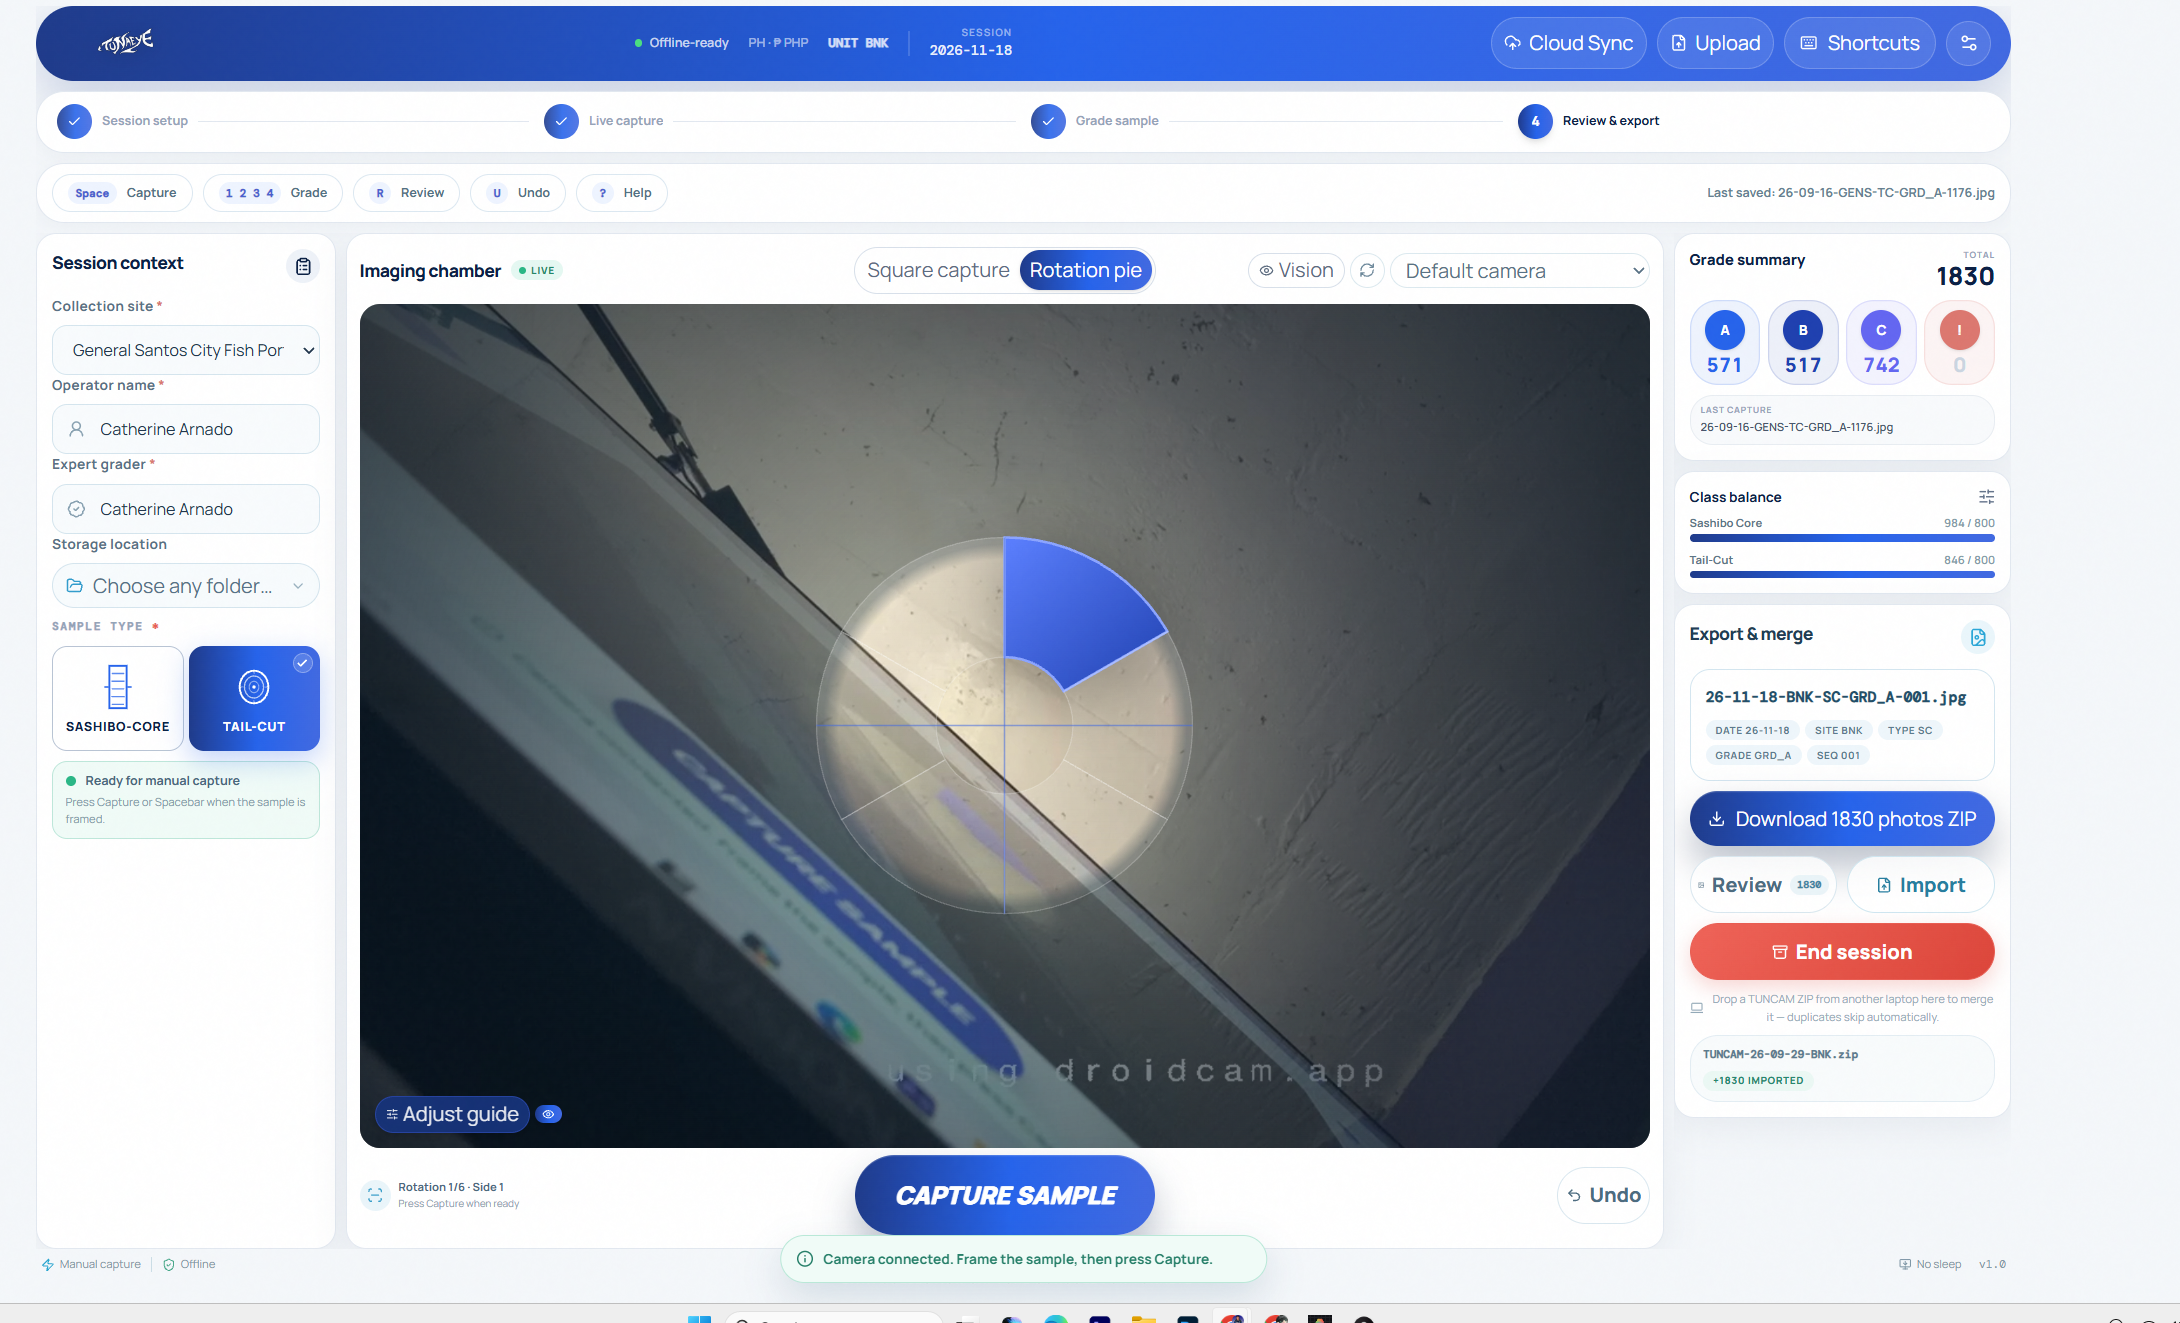 TUNAEYE
Offline-ready PH · ₱ PHP UNIT BNK
SESSION
2026-11-18
Cloud Sync Upload Shortcuts
Session setup Live capture Grade sample 4 Review & export
Space Capture 1 2 3 4 Grade R Review U Undo ? Help
Last saved: 26-09-16-GENS-TC-GRD_A-1176.jpg
Session context
Collection site *
General Santos City Fish Por
Operator name *
Catherine Arnado
Expert grader *
Catherine Arnado
Storage location
Choose any folder...
SAMPLE TYPE *
SASHIBO-CORE TAIL-CUT
Ready for manual capture
Press Capture or Spacebar when the sample is
framed.
Imaging chamber LIVE
Square capture Rotation pie
Vision Default camera
CAPTURE SAMPLE
using droidcam.app
Adjust guide
Rotation 1/6 · Side 1
Press Capture when ready
CAPTURE SAMPLE
Undo
Camera connected. Frame the sample, then press Capture.
Grade summary
TOTAL
1830
A B C I
571 517 742 0
LAST CAPTURE
26-09-16-GENS-TC-GRD_A-1176.jpg
Class balance
Sashibo Core 984 / 800
Tail-Cut 846 / 800
Export & merge
26-11-18-BNK-SC-GRD_A-001.jpg
DATE 26-11-18 SITE BNK TYPE SC
GRADE GRD_A SEQ 001
Download 1830 photos ZIP
Review 1830 Import
End session
Drop a TUNCAM ZIP from another laptop here to merge
it — duplicates skip automatically.
TUNCAM-26-09-29-BNK.zip
+1830 IMPORTED
Manual capture Offline
No sleep v1.0